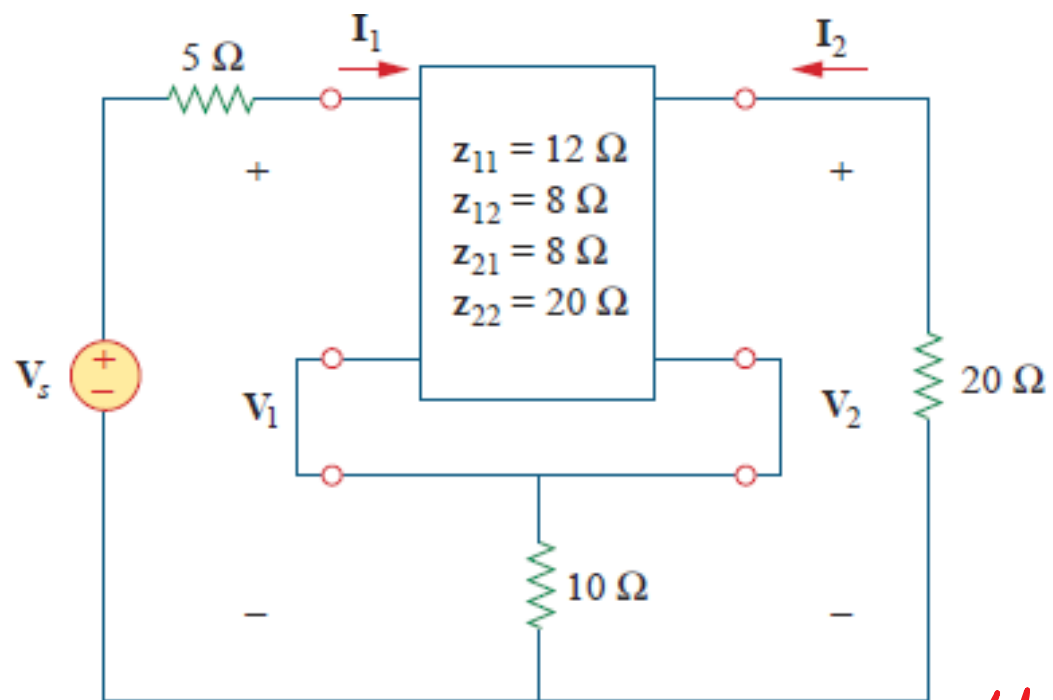 I₁
I₂
5 Ω
+
+
z₁₁ = 12 Ω
z₁₂ = 8 Ω
z₂₁ = 8 Ω
z₂₂ = 20 Ω
Vₛ
+
−
V₁
V₂
20 Ω
10 Ω
−
−